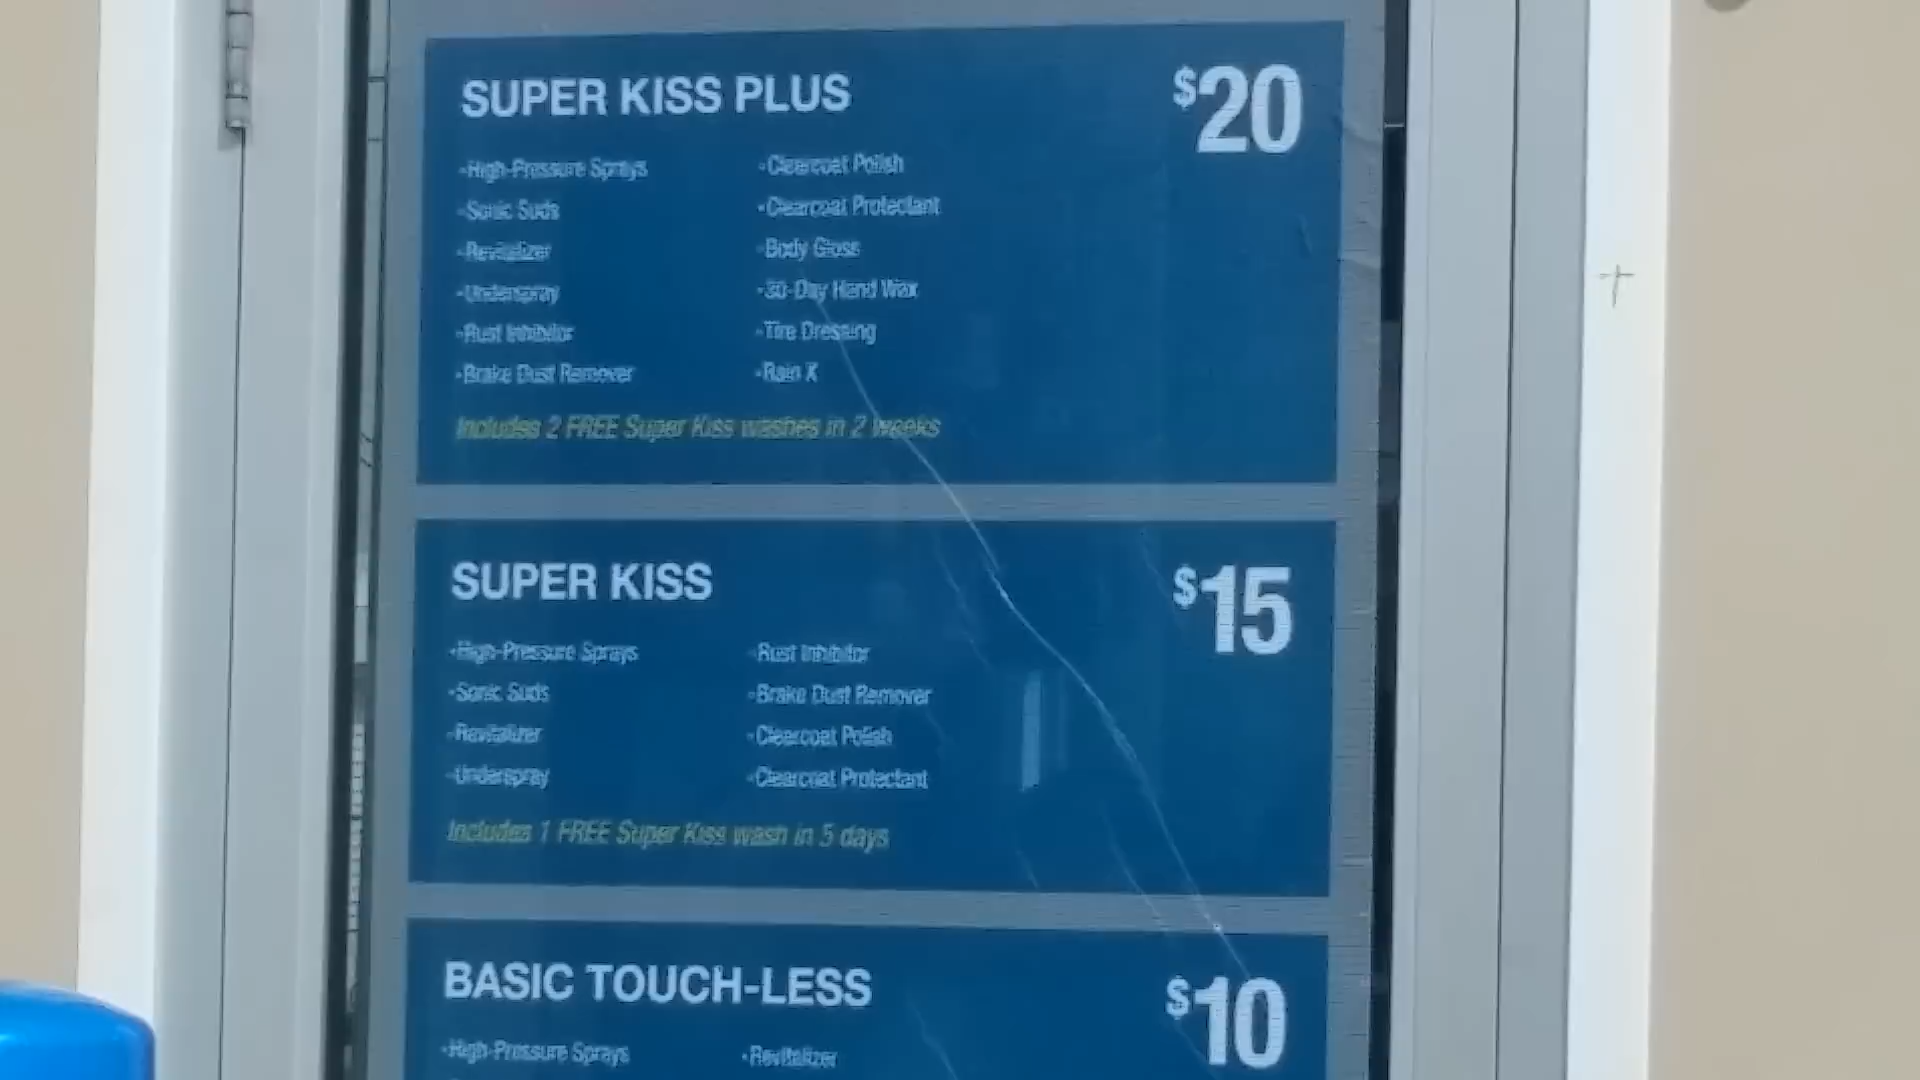 SUPER KISS PLUS
$20
-High-Pressure Sprays
-Sonic Suds
-Revitalizer
-Underspray
-Rust Inhibitor
-Brake Dust Remover
-Clearcoat Polish
-Clearcoat Protectant
-Body Gloss
-30-Day Hand Wax
-Tire Dressing
-Rain X
Includes 2 FREE Super Kiss washes in 2 weeks
SUPER KISS
$15
-High-Pressure Sprays
-Sonic Suds
-Revitalizer
-Underspray
-Rust Inhibitor
-Brake Dust Remover
-Clearcoat Polish
-Clearcoat Protectant
Includes 1 FREE Super Kiss wash in 5 days
BASIC TOUCH-LESS
$10
-High-Pressure Sprays
-Revitalizer